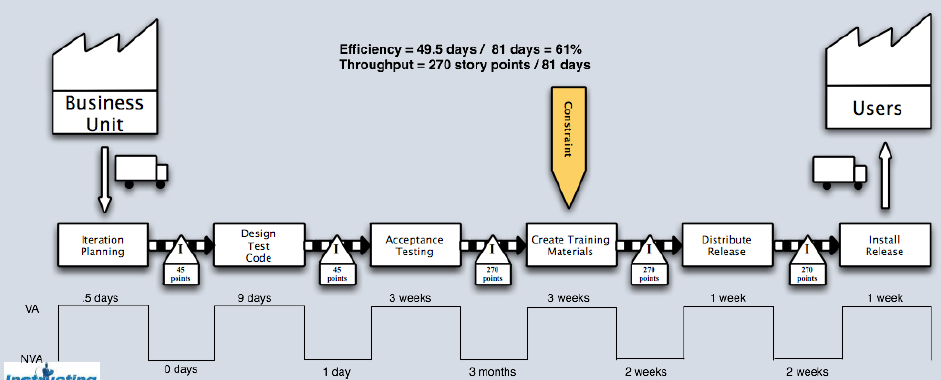 Efficiency = 49.5 days / 81 days = 61%
Throughput = 270 story points / 81 days
Business
Unit
Constraint
Users
Iteration
Planning
I
45
points
Design
Test
Code
I
45
points
Acceptance
Testing
I
270
points
Create Training
Materials
I
270
points
Distribute
Release
I
270
points
Install
Release
VA
.5 days
9 days
3 weeks
3 weeks
1 week
1 week
NVA
0 days
1 day
3 months
2 weeks
2 weeks
Instructing